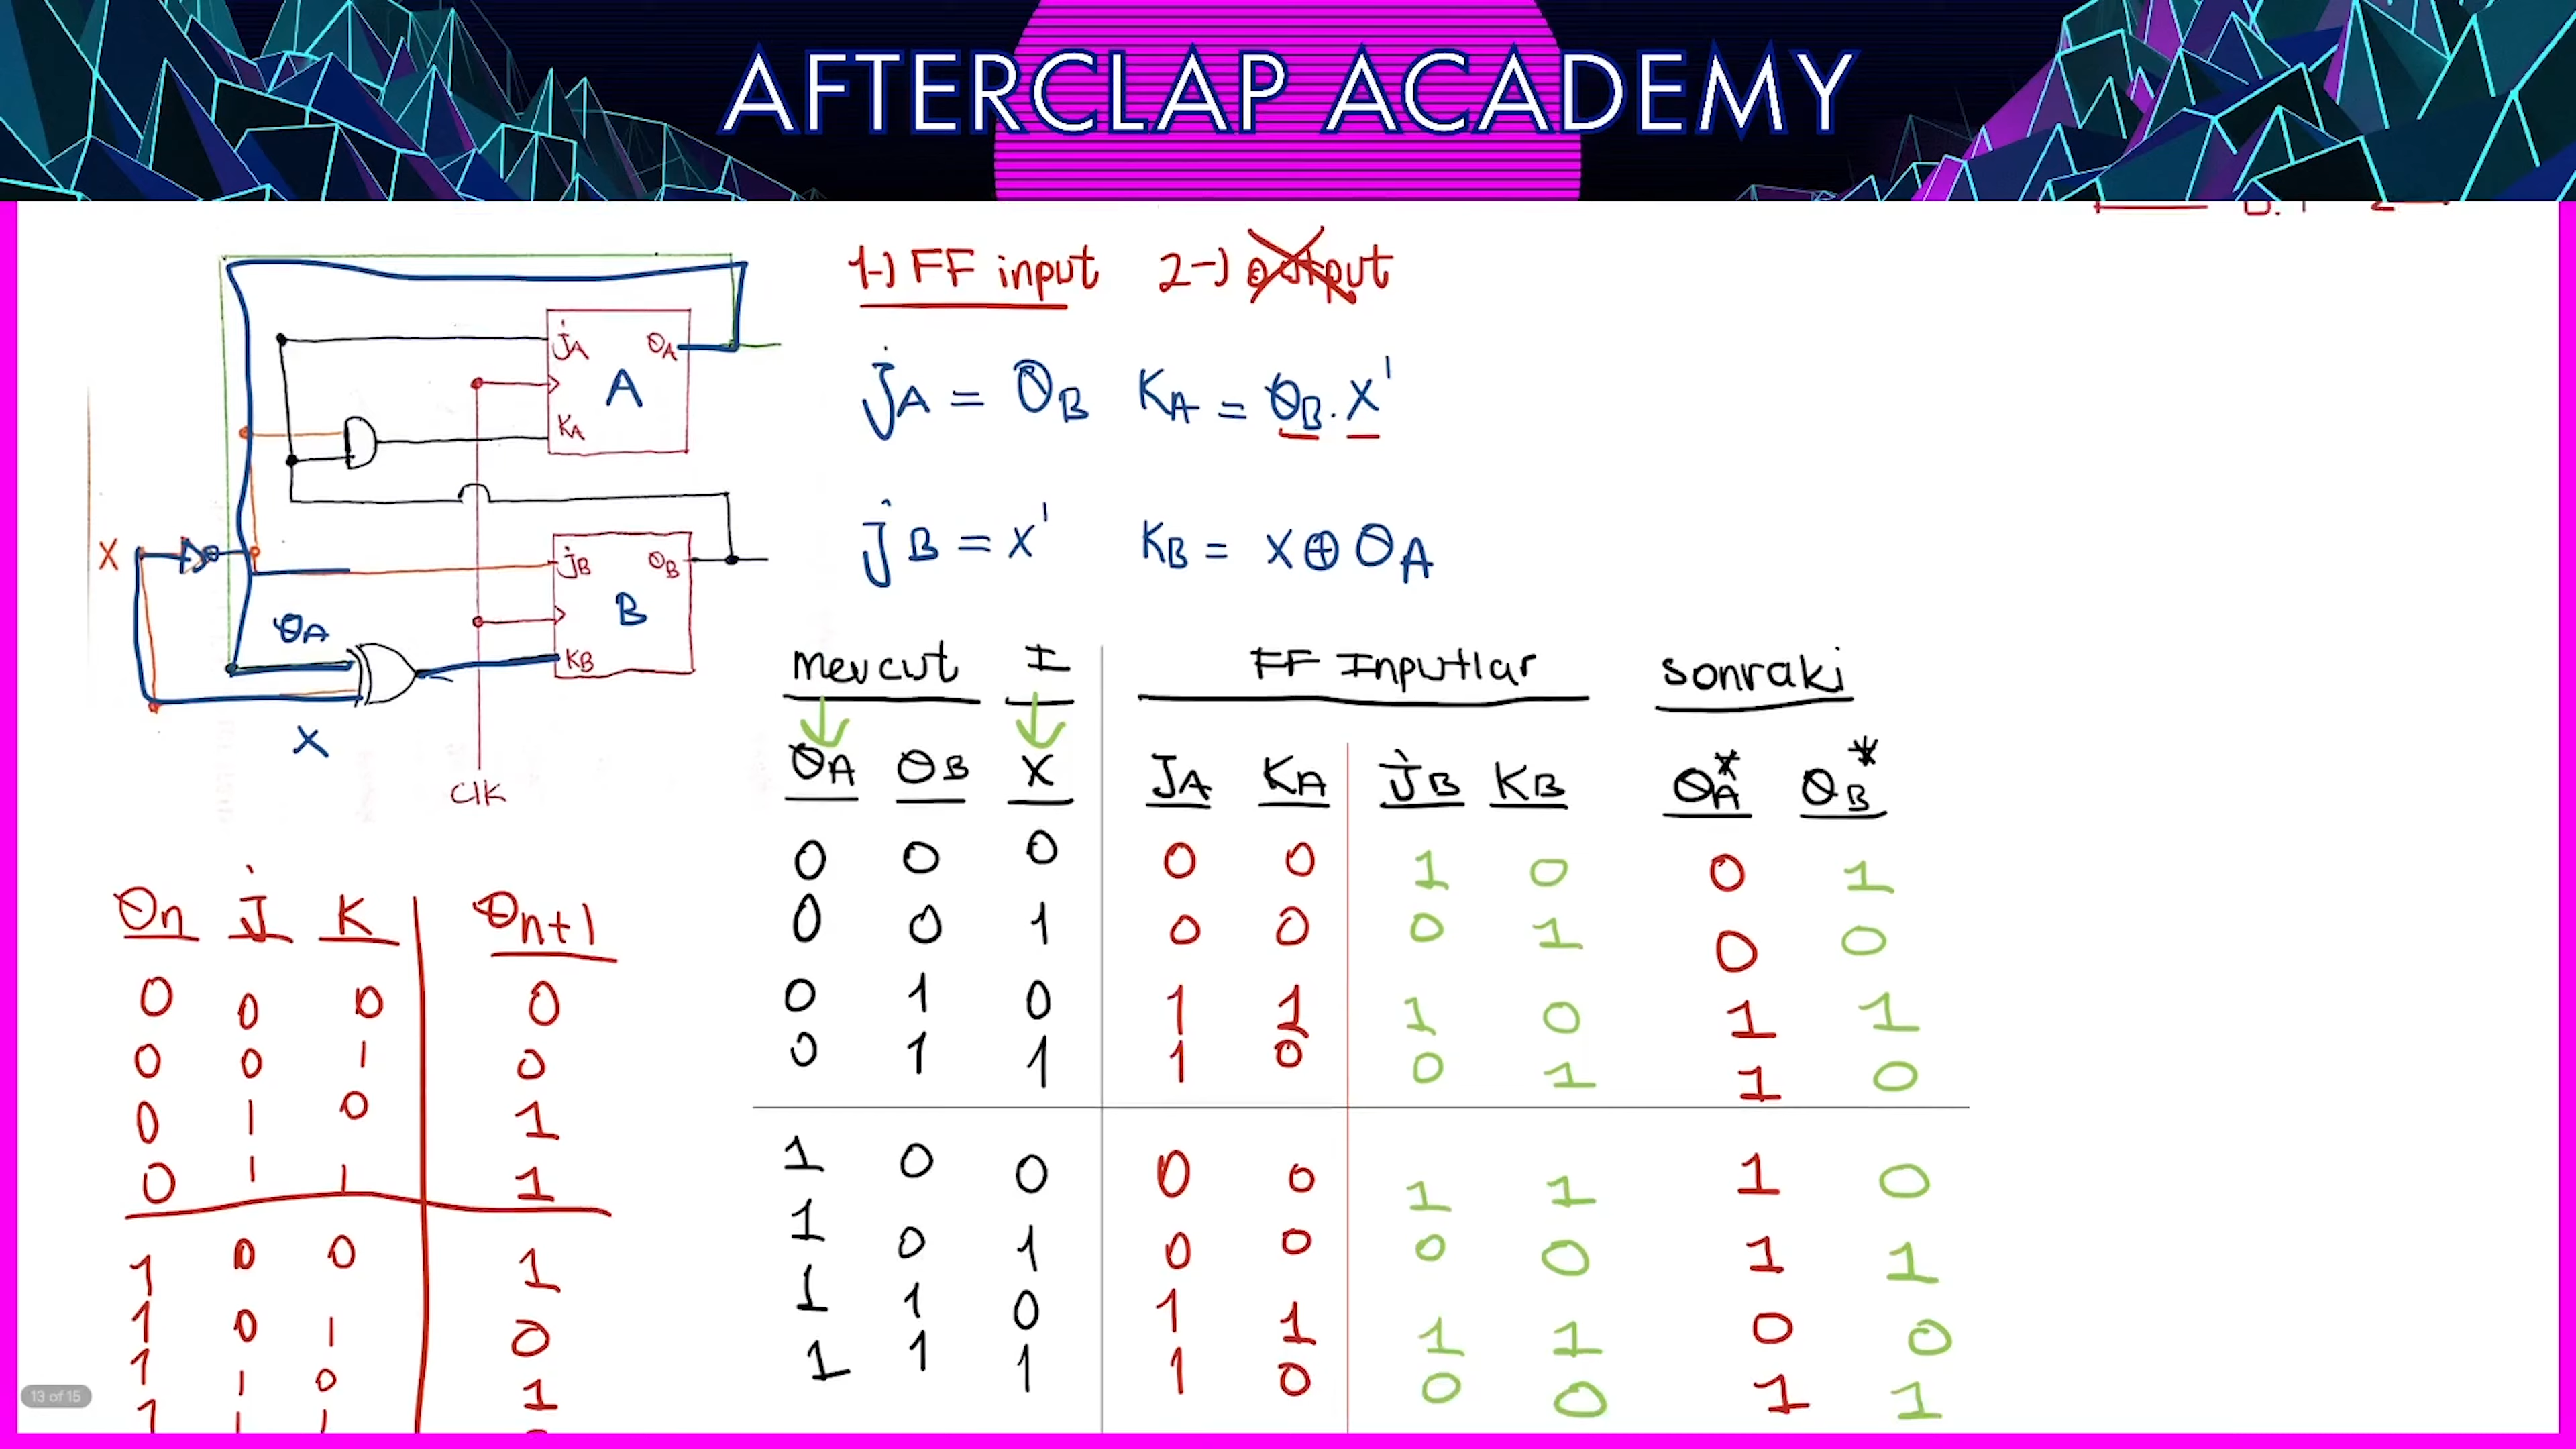 AFTERCLAP ACADEMY
1-) FF input 2-) output
JA = QB KA = QB . X'
JB = X' KB = X ⊕ QA
JA QA
A
KA
X
JB QB
B
KB
QA
X
Clk
mevcut I FF Inputlar sonraki
QA QB X JA KA JB KB QA* QB*
0 0 0 0 0 1 0 0 1
0 0 1 0 0 0 1 0 0
0 1 0 1 1 1 0 1 1
0 1 1 1 0 0 1 1 0
1 0 0 0 0 1 1 1 0
1 0 1 0 0 0 0 1 1
1 1 0 1 1 1 1 0 0
1 1 1 1 0 0 0 1 1
Qn J K Qn+1
0 0 0 0
0 0 1 0
0 1 0 1
0 1 1 1
1 0 0 1
1 0 1 0
1 1 0 1
1 1 1
13 of 15